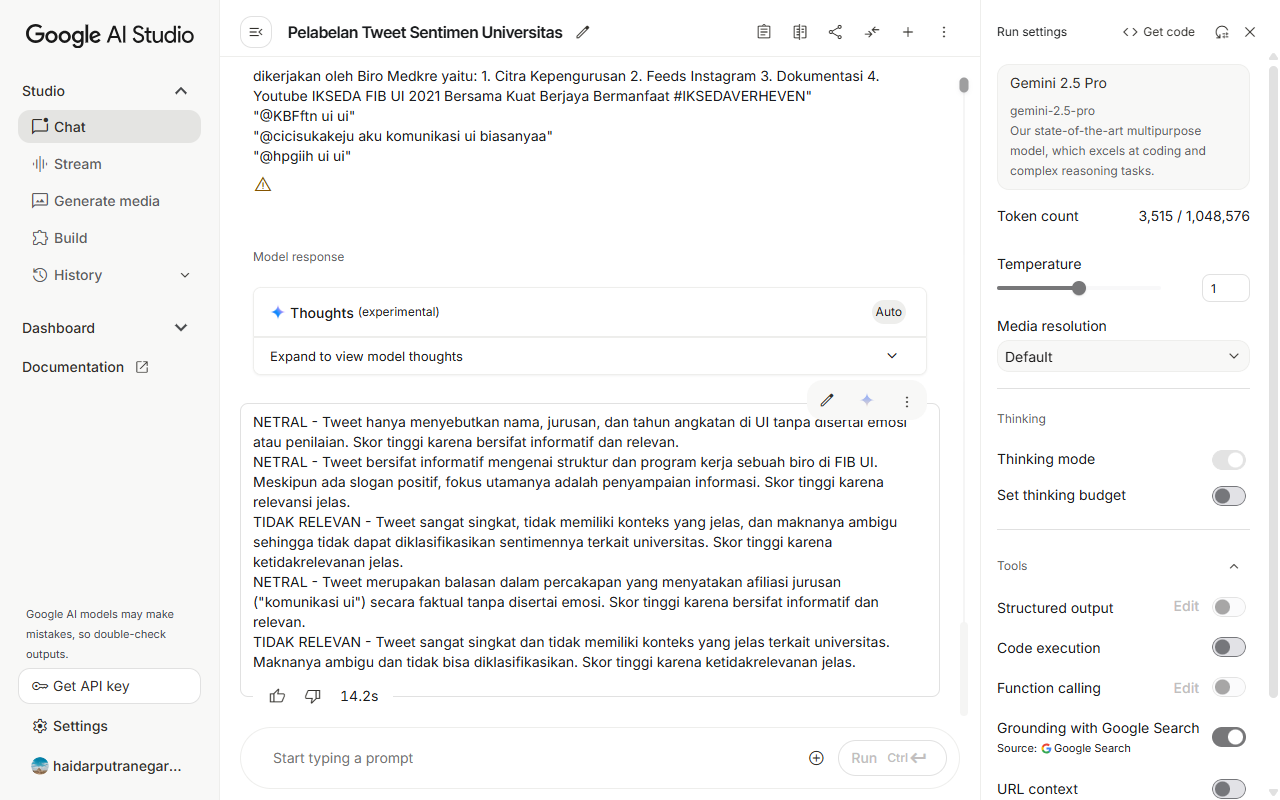 Google AI Studio
Studio
Chat
Stream
Generate media
Build
History
Dashboard
Documentation
Google AI models may make
mistakes, so double-check
outputs.
Get API key
Settings
haidarputranegar...
Pelabelan Tweet Sentimen Universitas
dikerjakan oleh Biro Medkre yaitu: 1. Citra Kepengurusan 2. Feeds Instagram 3. Dokumentasi 4.
Youtube IKSEDA FIB UI 2021 Bersama Kuat Berjaya Bermanfaat #IKSEDAVERHEVEN"
"@KBFftn ui ui"
"@cicisukakeju aku komunikasi ui biasanyaa"
"@hpgiih ui ui"
Model response
Thoughts (experimental)
Auto
Expand to view model thoughts
NETRAL - Tweet hanya menyebutkan nama, jurusan, dan tahun angkatan di UI tanpa disertai emosi
atau penilaian. Skor tinggi karena bersifat informatif dan relevan.
NETRAL - Tweet bersifat informatif mengenai struktur dan program kerja sebuah biro di FIB UI.
Meskipun ada slogan positif, fokus utamanya adalah penyampaian informasi. Skor tinggi karena
relevansi jelas.
TIDAK RELEVAN - Tweet sangat singkat, tidak memiliki konteks yang jelas, dan maknanya ambigu
sehingga tidak dapat diklasifikasikan sentimennya terkait universitas. Skor tinggi karena
ketidakrelevanan jelas.
NETRAL - Tweet merupakan balasan dalam percakapan yang menyatakan afiliasi jurusan
("komunikasi ui") secara faktual tanpa disertai emosi. Skor tinggi karena bersifat informatif dan
relevan.
TIDAK RELEVAN - Tweet sangat singkat dan tidak memiliki konteks yang jelas terkait universitas.
Maknanya ambigu dan tidak bisa diklasifikasikan. Skor tinggi karena ketidakrelevanan jelas.
14.2s
Start typing a prompt
Run Ctrl
Run settings
Get code
Gemini 2.5 Pro
gemini-2.5-pro
Our state-of-the-art multipurpose
model, which excels at coding and
complex reasoning tasks.
Token count 3,515 / 1,048,576
Temperature
1
Media resolution
Default
Thinking
Thinking mode
Set thinking budget
Tools
Structured output Edit
Code execution
Function calling Edit
Grounding with Google Search
Source: Google Search
URL context